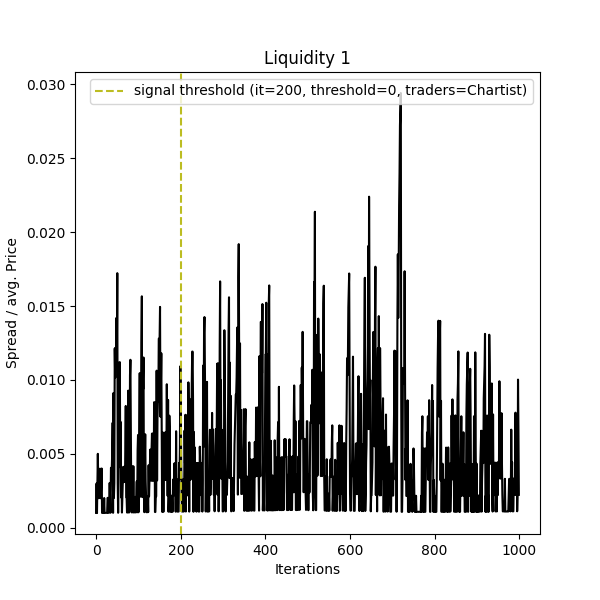 Liquidity 1
signal threshold (it=200, threshold=0, traders=Chartist)
0.030
0.025
0.020
0.015
0.010
0.005
0.000
Spread / avg. Price
0 200 400 600 800 1000
Iterations